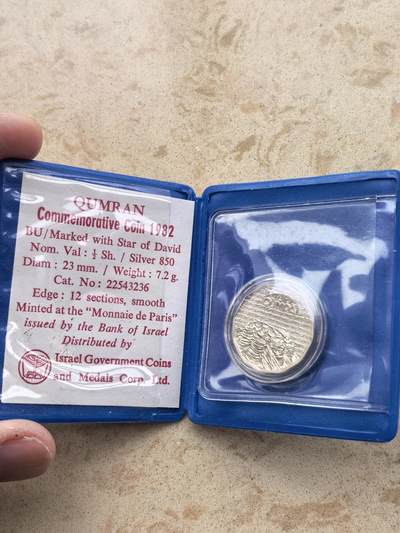 QUMRAN
Commemorative Coin 1982
BU/Marked with Star of David
Nom. Val : ½ Sh. / Silver 850
Diam : 23 mm. / Weight : 7.2 g.
Cat. No : 22543236
Edge : 12 sections, smooth
Minted at the "Monnaie de Paris"
issued by the Bank of Israel
Distributed by
Israel Government Coins
and Medals Corp. Ltd.